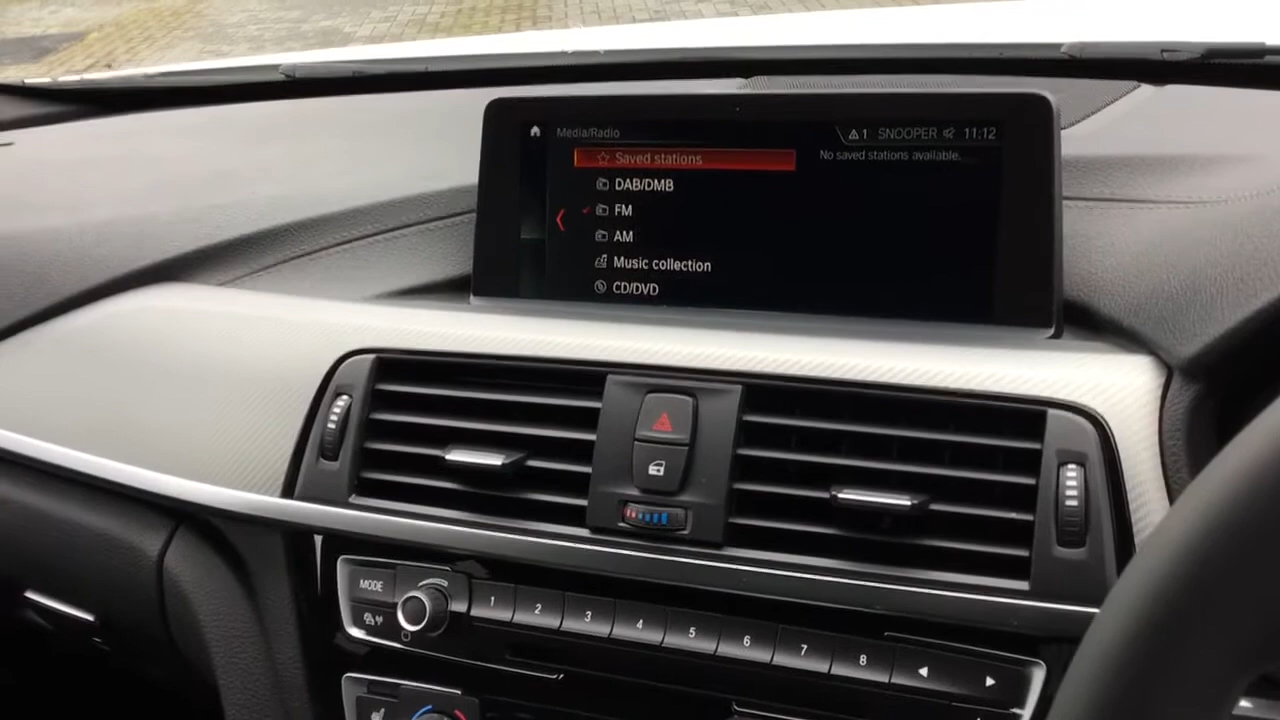 Media/Radio
1 SNOOPER 11:12
Saved stations
No saved stations available.
DAB/DMB
FM
AM
Music collection
CD/DVD
MODE
1 2 3 4 5 6 7 8